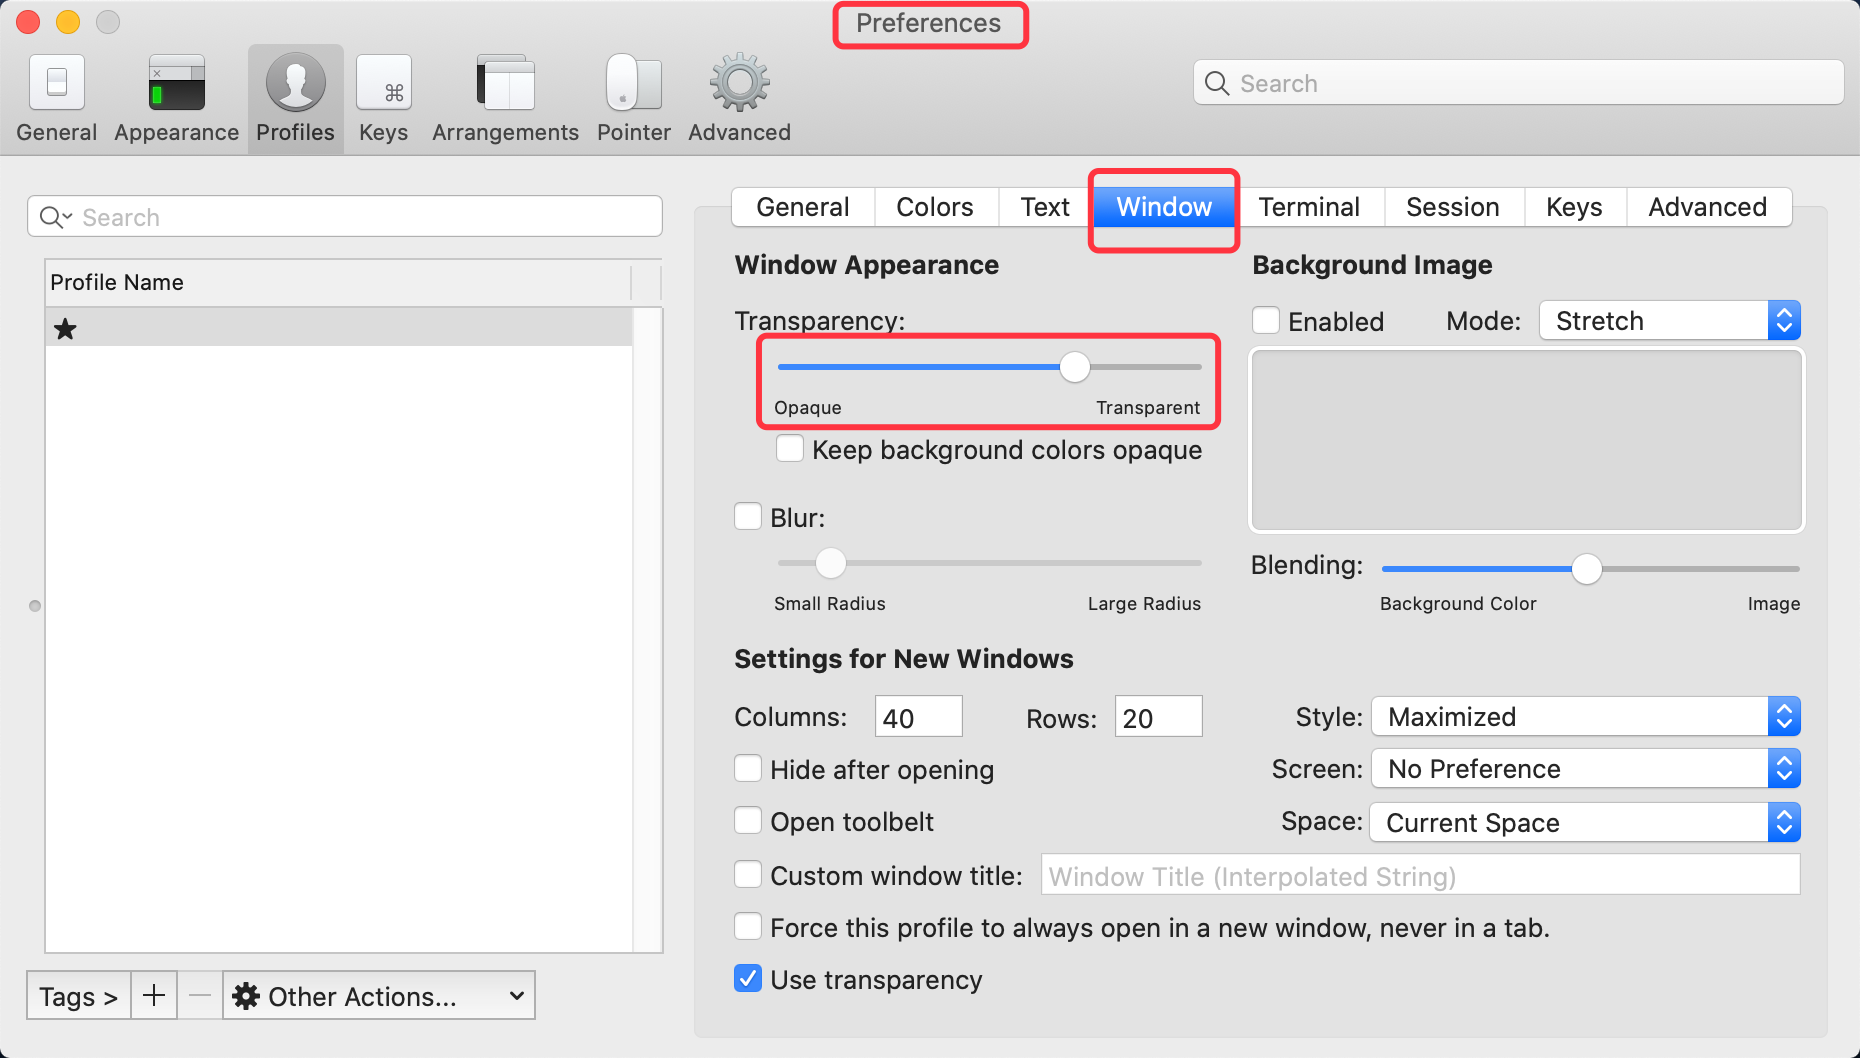 Preferences
Search
General Appearance Profiles Keys Arrangements Pointer Advanced
Search
Profile Name
★
Tags > + − Other Actions...
General Colors Text Window Terminal Session Keys Advanced
Window Appearance
Transparency:
Opaque Transparent
Keep background colors opaque
Blur:
Small Radius Large Radius
Background Image
Enabled Mode: Stretch
Blending:
Background Color Image
Settings for New Windows
Columns: 40 Rows: 20 Style: Maximized
Hide after opening Screen: No Preference
Open toolbelt Space: Current Space
Custom window title: Window Title (Interpolated String)
Force this profile to always open in a new window, never in a tab.
Use transparency